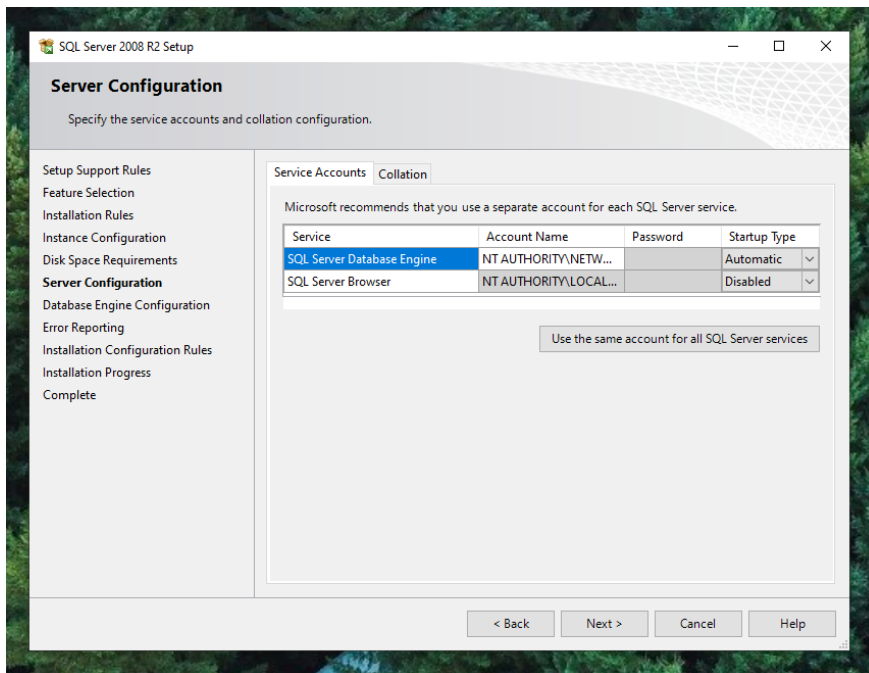 SQL Server 2008 R2 Setup
Server Configuration
Specify the service accounts and collation configuration.
Setup Support Rules
Feature Selection
Installation Rules
Instance Configuration
Disk Space Requirements
Server Configuration
Database Engine Configuration
Error Reporting
Installation Configuration Rules
Installation Progress
Complete
Service Accounts Collation
Microsoft recommends that you use a separate account for each SQL Server service.
Service Account Name Password Startup Type
SQL Server Database Engine NT AUTHORITY\NETW... Automatic
SQL Server Browser NT AUTHORITY\LOCAL... Disabled
Use the same account for all SQL Server services
< Back Next > Cancel Help